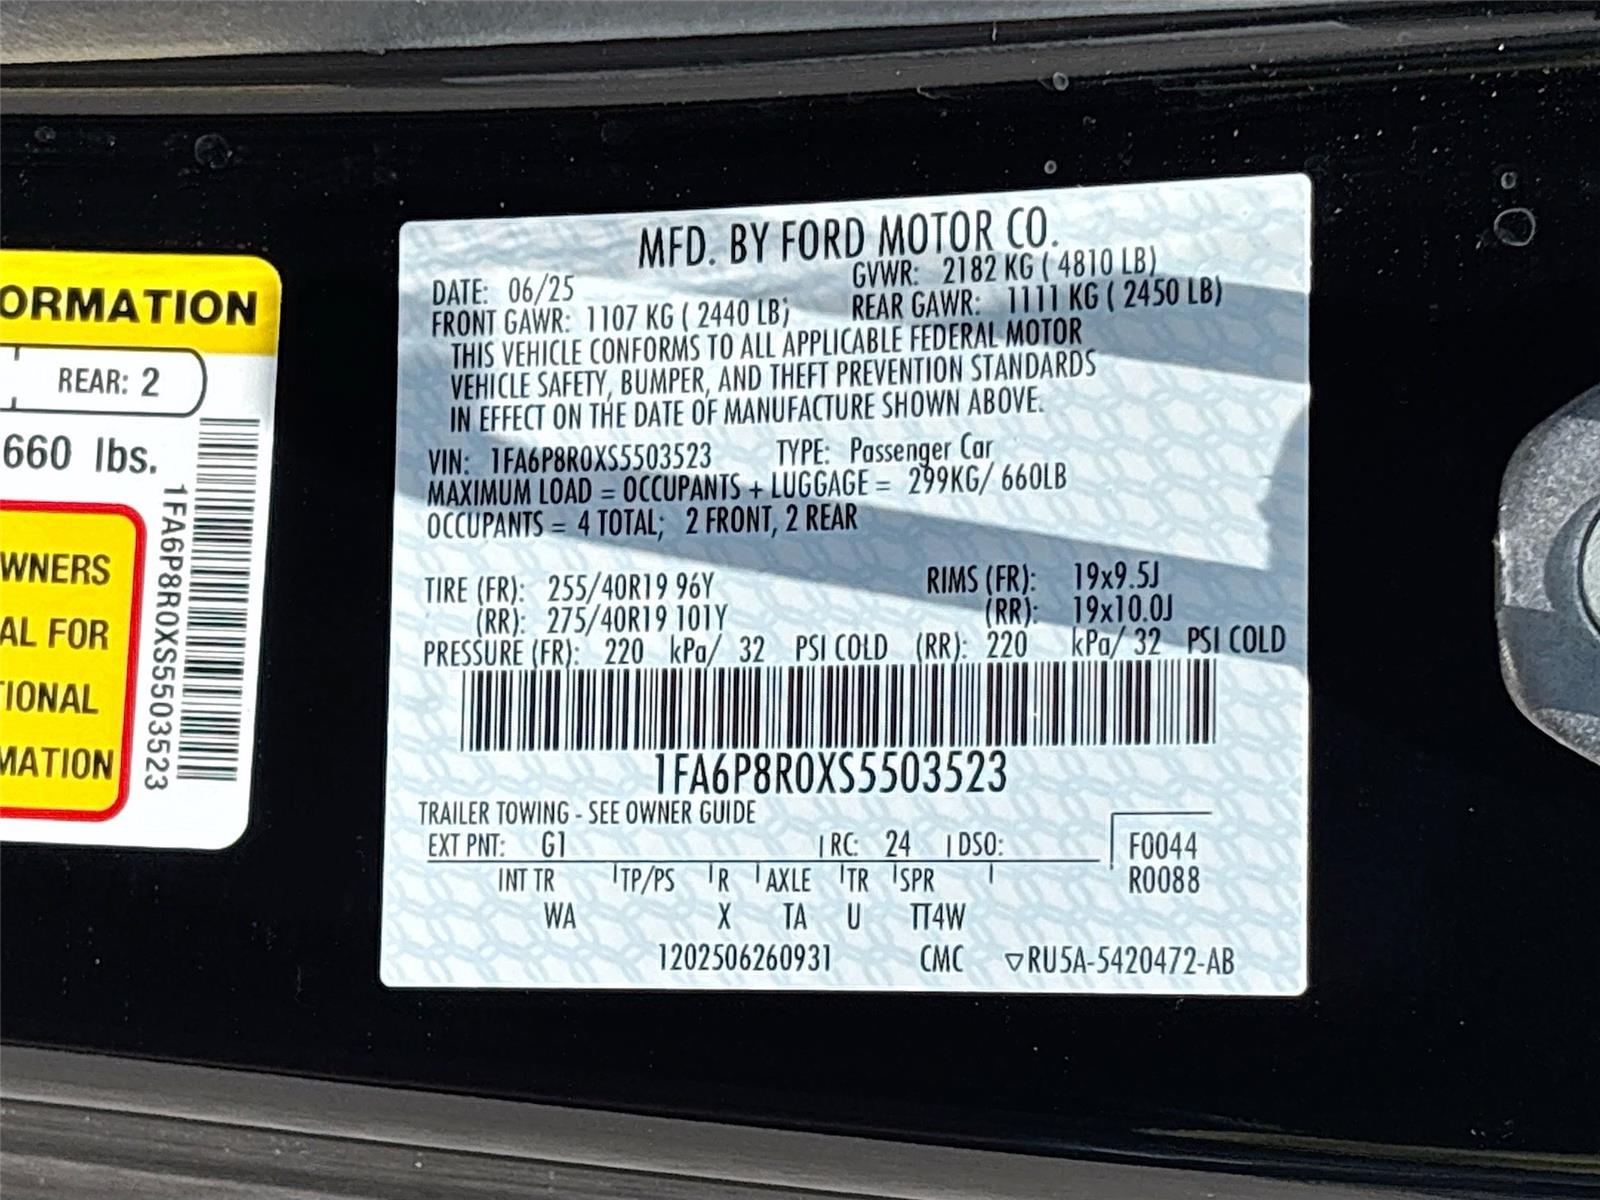 ORMATION
REAR: 2
660 lbs.
WNERS
AL FOR
TIONAL
MATION
1FA6P8R0XS5503523
MFD. BY FORD MOTOR CO.
DATE: 06/25 GVWR: 2182 KG ( 4810 LB)
FRONT GAWR: 1107 KG ( 2440 LB); REAR GAWR: 1111 KG ( 2450 LB)
THIS VEHICLE CONFORMS TO ALL APPLICABLE FEDERAL MOTOR
VEHICLE SAFETY, BUMPER, AND THEFT PREVENTION STANDARDS
IN EFFECT ON THE DATE OF MANUFACTURE SHOWN ABOVE.
VIN: 1FA6P8R0XS5503523 TYPE: Passenger Car
MAXIMUM LOAD = OCCUPANTS + LUGGAGE = 299KG/ 660LB
OCCUPANTS = 4 TOTAL; 2 FRONT, 2 REAR
TIRE (FR): 255/40R19 96Y RIMS (FR): 19x9.5J
(RR): 275/40R19 101Y (RR): 19x10.0J
PRESSURE (FR): 220 kPa/ 32 PSI COLD (RR): 220 kPa/ 32 PSI COLD
1FA6P8R0XS5503523
TRAILER TOWING - SEE OWNER GUIDE
EXT PNT: G1 RC: 24 DSO: F0044
INT TR TP/PS R AXLE TR SPR R0088
WA X TA U TT4W
1202506260931 CMC ▽RU5A-5420472-AB